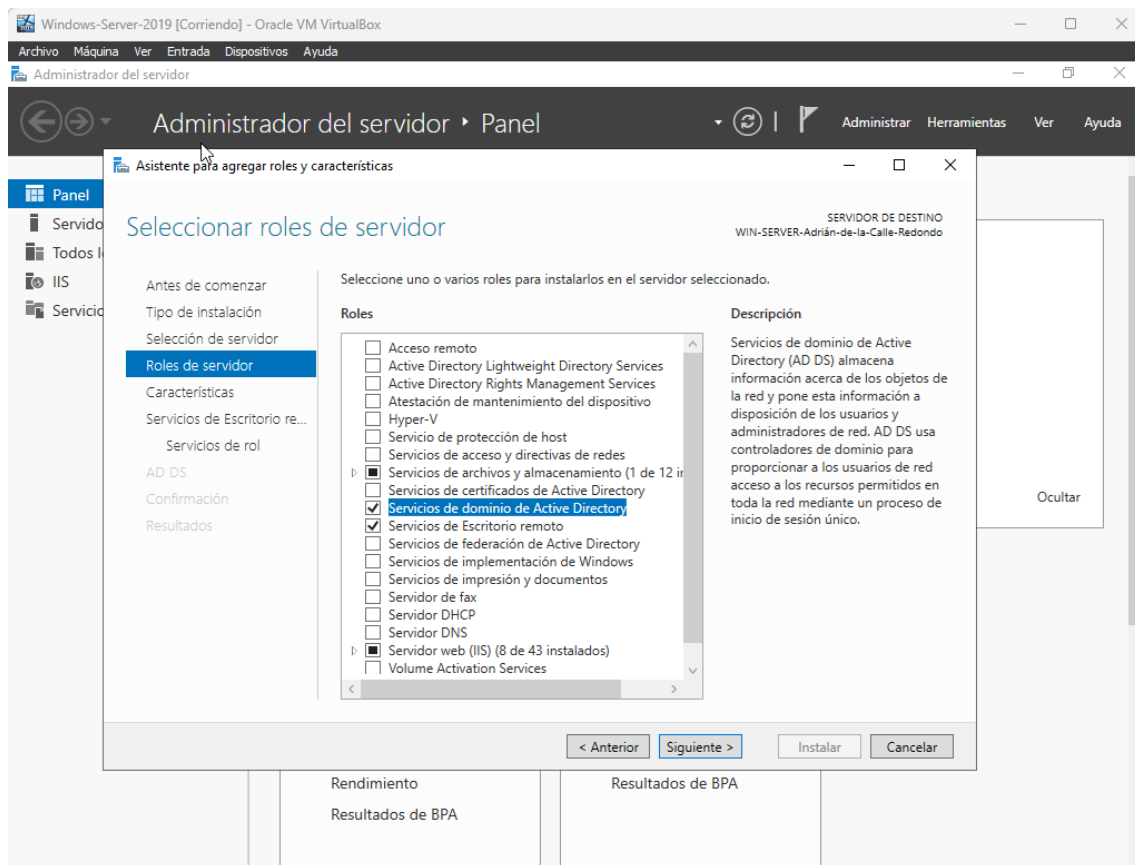 Windows-Server-2019 [Corriendo] - Oracle VM VirtualBox
Archivo Máquina Ver Entrada Dispositivos Ayuda
Administrador del servidor
Administrador del servidor ‣ Panel
Administrar Herramientas Ver Ayuda
Panel
Servido
Todos l
IIS
Servicio
Asistente para agregar roles y características
Seleccionar roles de servidor
SERVIDOR DE DESTINO
WIN-SERVER-Adrián-de-la-Calle-Redondo
Antes de comenzar
Tipo de instalación
Selección de servidor
Roles de servidor
Características
Servicios de Escritorio re...
Servicios de rol
AD DS
Confirmación
Resultados
Seleccione uno o varios roles para instalarlos en el servidor seleccionado.
Roles
Acceso remoto
Active Directory Lightweight Directory Services
Active Directory Rights Management Services
Atestación de mantenimiento del dispositivo
Hyper-V
Servicio de protección de host
Servicios de acceso y directivas de redes
Servicios de archivos y almacenamiento (1 de 12 in
Servicios de certificados de Active Directory
Servicios de dominio de Active Directory
Servicios de Escritorio remoto
Servicios de federación de Active Directory
Servicios de implementación de Windows
Servicios de impresión y documentos
Servidor de fax
Servidor DHCP
Servidor DNS
Servidor web (IIS) (8 de 43 instalados)
Volume Activation Services
Descripción
Servicios de dominio de Active
Directory (AD DS) almacena
información acerca de los objetos de
la red y pone esta información a
disposición de los usuarios y
administradores de red. AD DS usa
controladores de dominio para
proporcionar a los usuarios de red
acceso a los recursos permitidos en
toda la red mediante un proceso de
inicio de sesión único.
Ocultar
< Anterior
Siguiente >
Instalar
Cancelar
Rendimiento
Resultados de BPA
Resultados de BPA